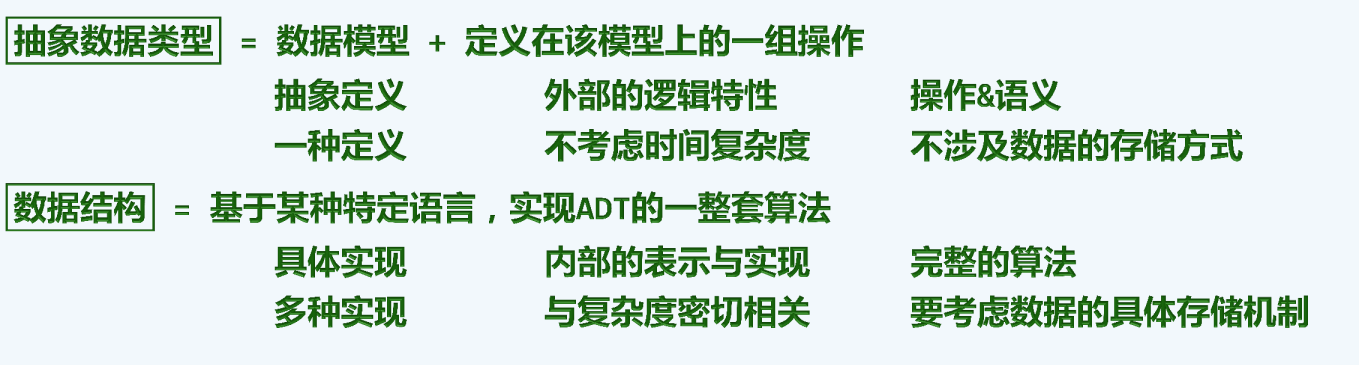 抽象数据类型 = 数据模型 + 定义在该模型上的一组操作
抽象定义 外部的逻辑特性 操作&语义
一种定义 不考虑时间复杂度 不涉及数据的存储方式
数据结构 = 基于某种特定语言，实现ADT的一整套算法
具体实现 内部的表示与实现 完整的算法
多种实现 与复杂度密切相关 要考虑数据的具体存储机制